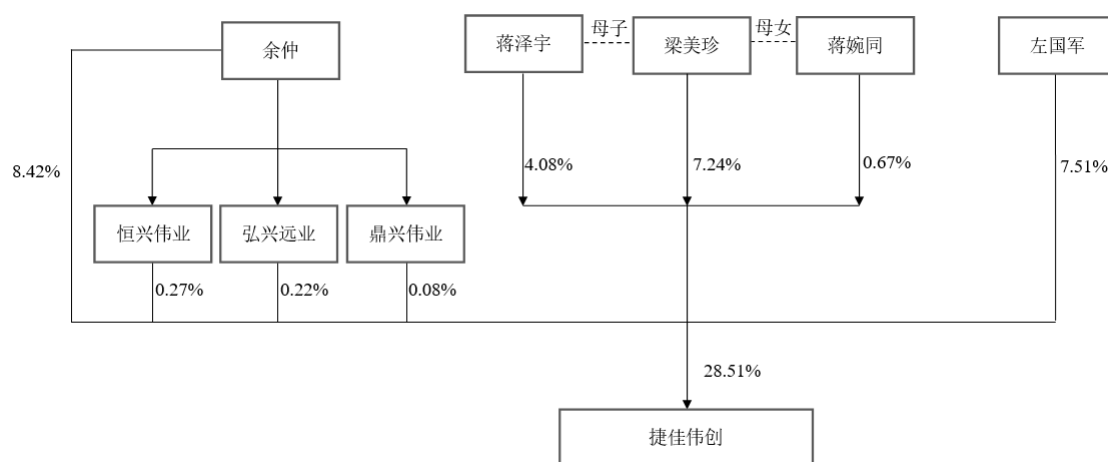 余仲
蒋泽宇
母子
梁美珍
母女
蒋婉同
左国军
8.42%
4.08%
7.24%
0.67%
7.51%
恒兴伟业
弘兴远业
鼎兴伟业
0.27%
0.22%
0.08%
28.51%
捷佳伟创